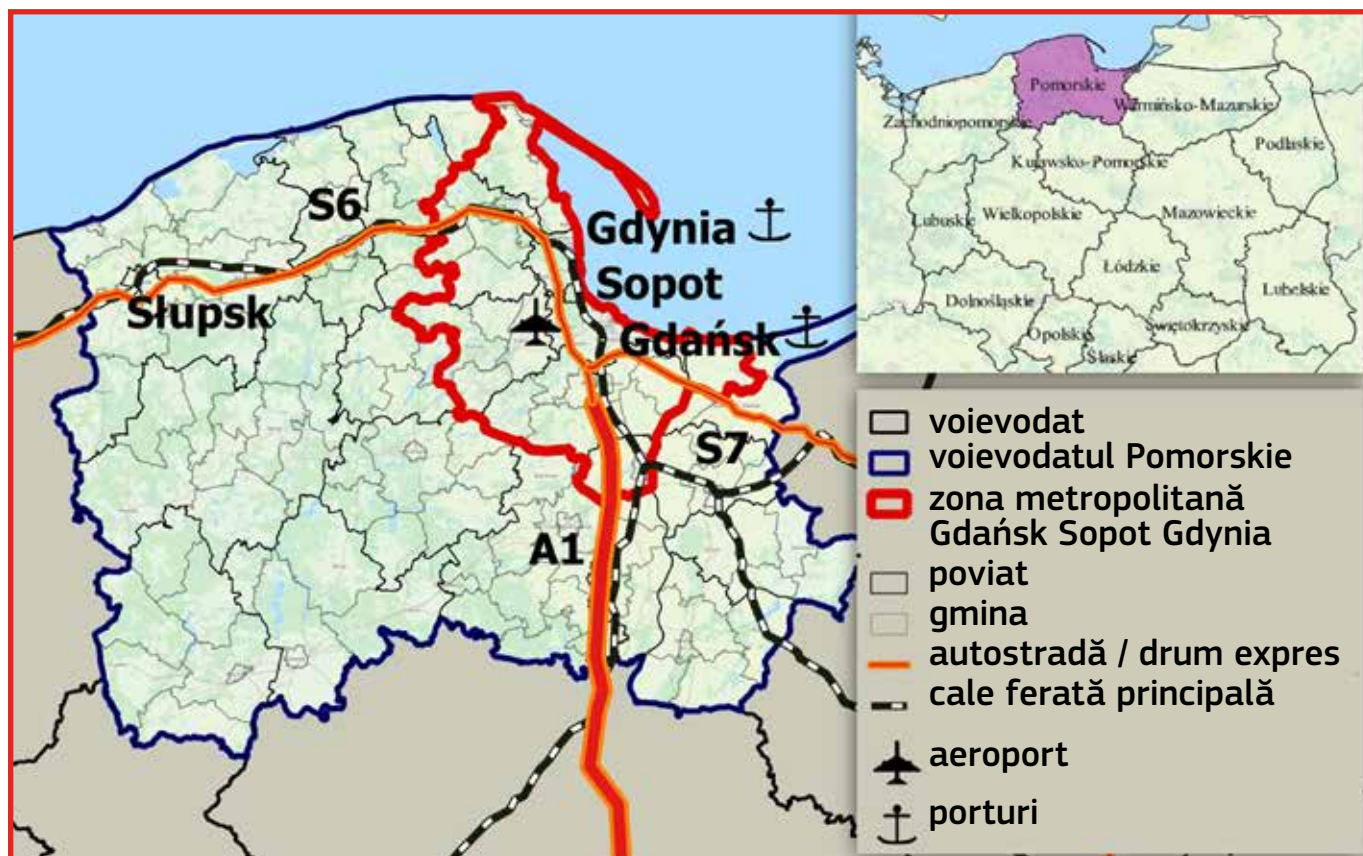 S6
Słupsk
Gdynia
Sopot
Gdańsk
S7
A1
Pomorskie
Warmińsko-Mazurskie
Zachodniopomorskie
Podlaskie
Kujawsko-Pomorskie
Lubuskie
Wielkopolskie
Mazowieckie
Łódzkie
Lubelskie
Dolnośląskie
Opolskie
Świętokrzyskie
Śląskie
voievodat
voievodatul Pomorskie
zona metropolitană
Gdańsk Sopot Gdynia
poviat
gmina
autostradă / drum expres
cale ferată principală
aeroport
porturi